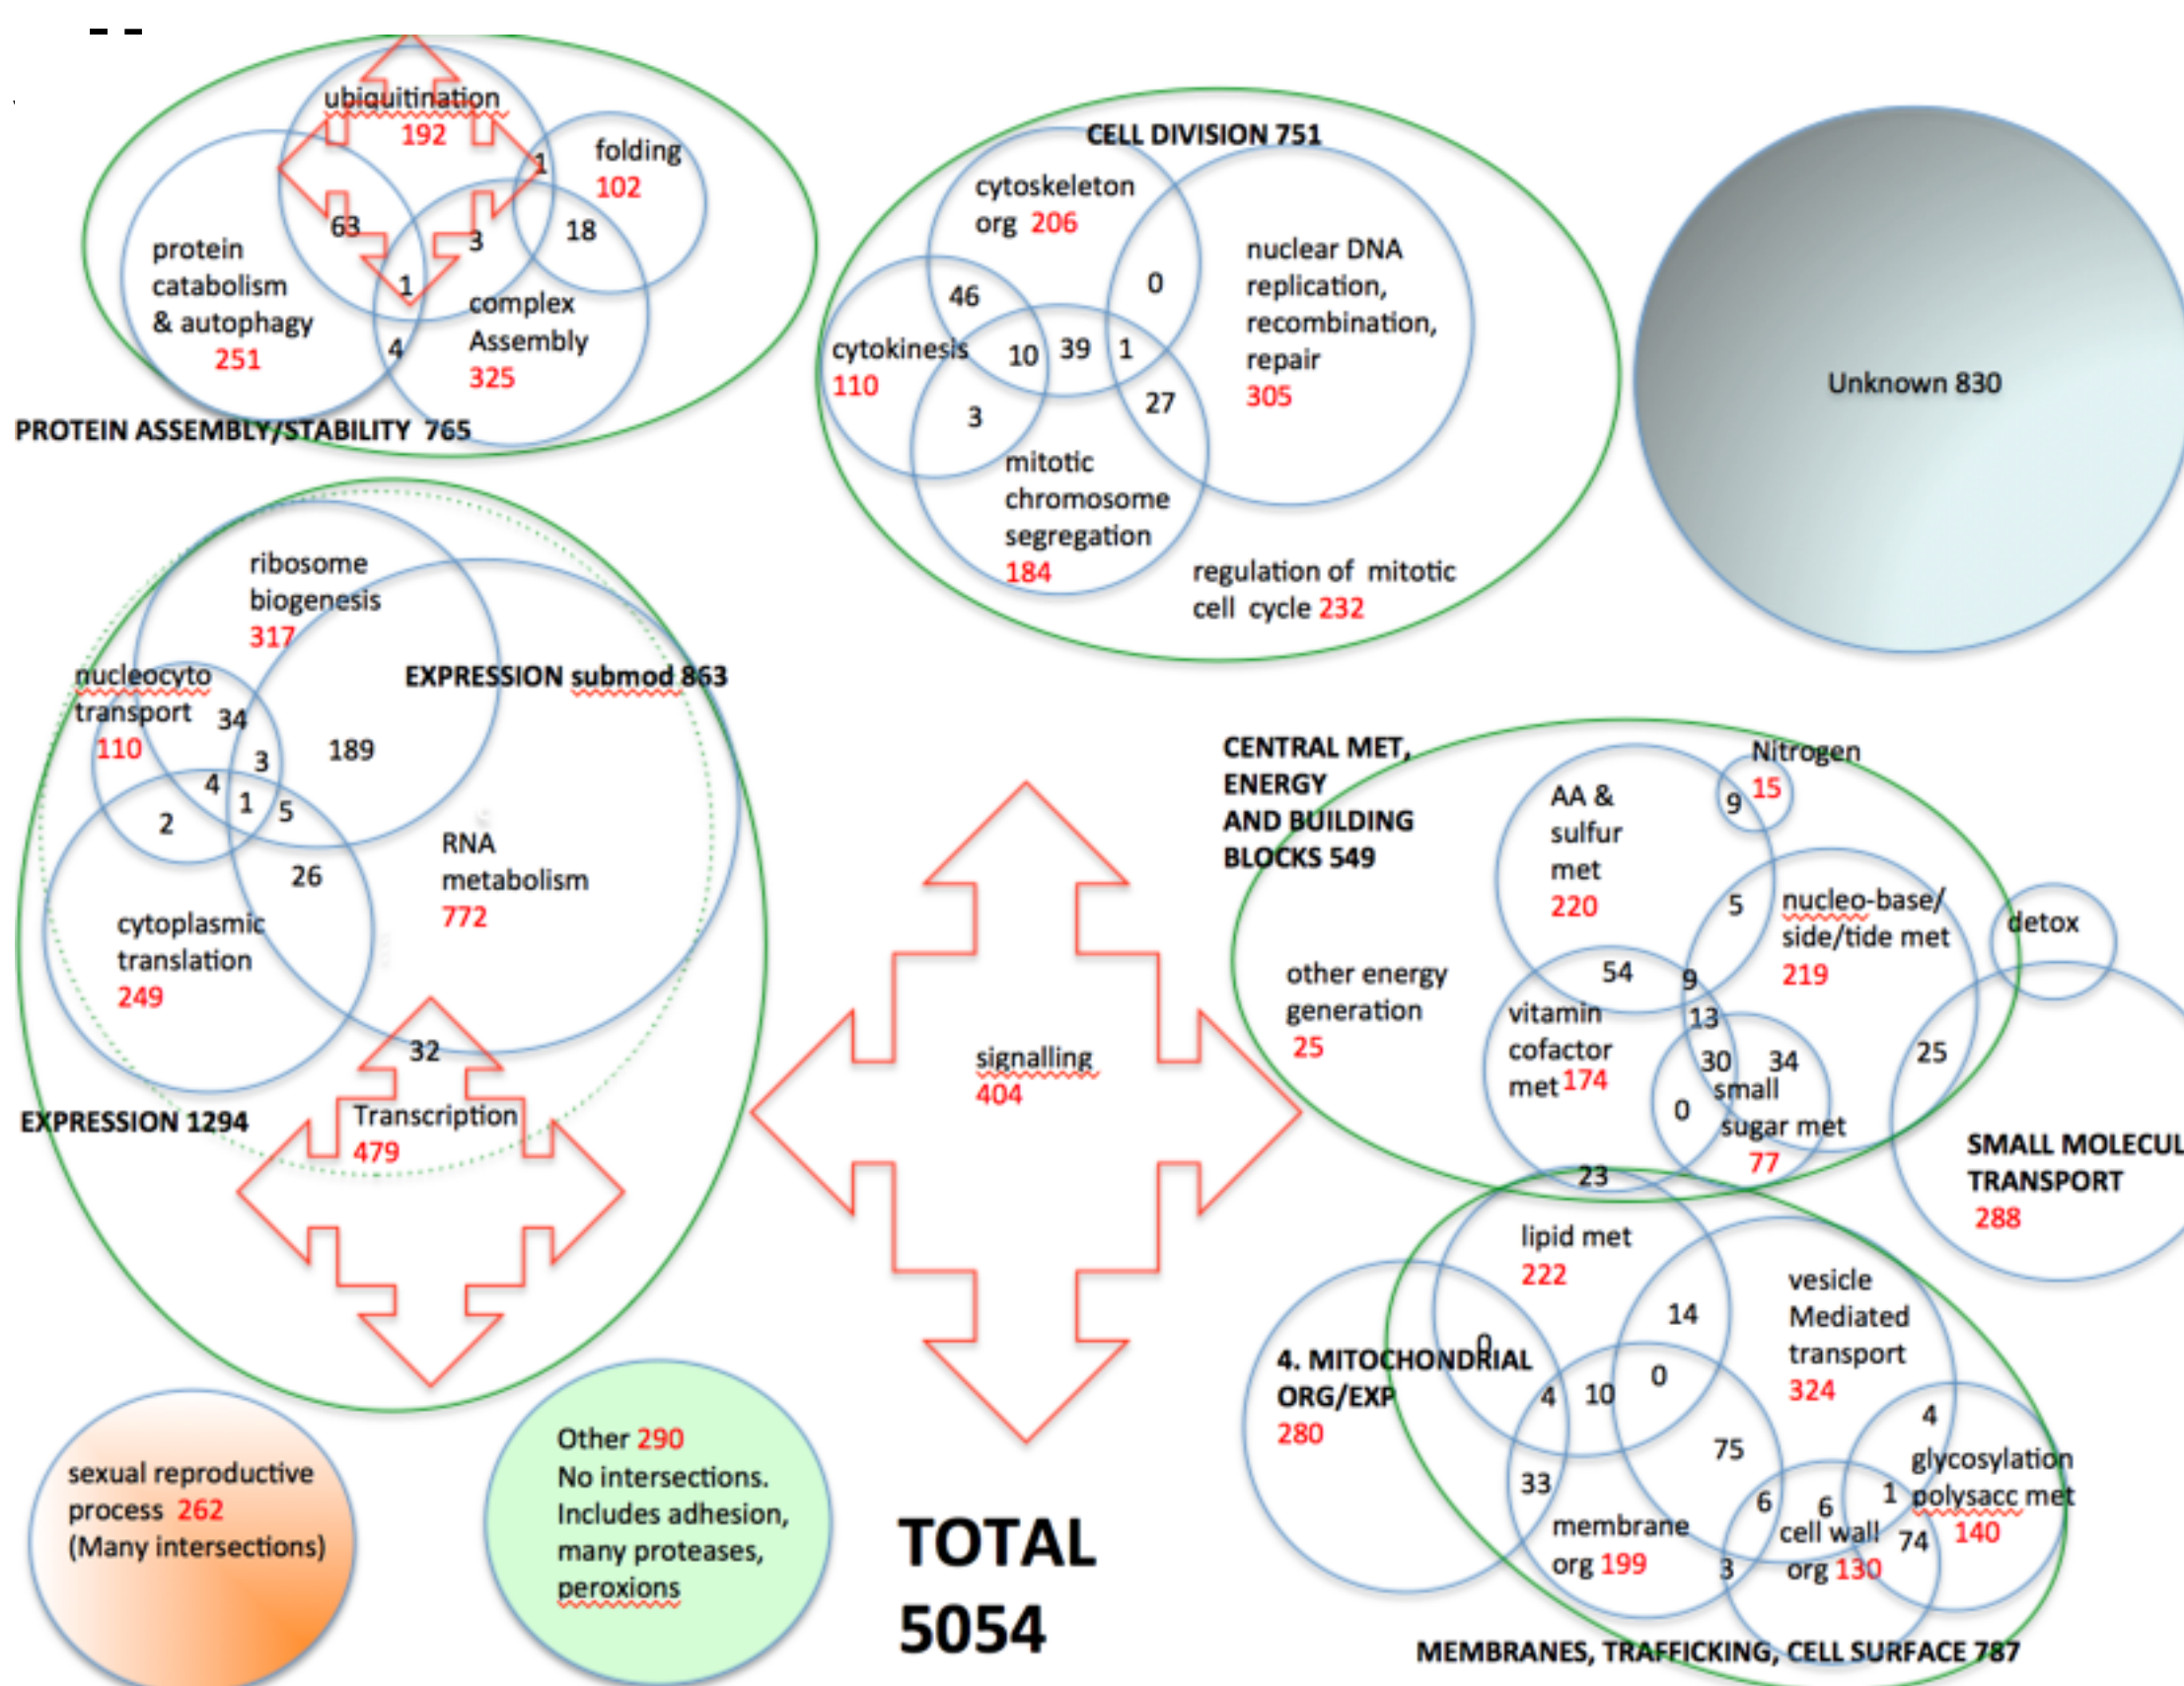 ubiquitination
192
1
folding
102
63
3
18
protein
catabolism
& autophagy
251
1
complex
Assembly
325
4
PROTEIN ASSEMBLY/STABILITY 765
CELL DIVISION 751
cytoskeleton
org 206
nuclear DNA
replication,
recombination,
repair
305
0
46
cytokinesis
110
10
39
1
27
3
mitotic
chromosome
segregation
184
regulation of mitotic
cell cycle 232
Unknown 830
ribosome
biogenesis
317
nucleocyto
transport
110
34
EXPRESSION submod 863
3
189
4
1
5
2
26
RNA
metabolism
772
cytoplasmic
translation
249
32
EXPRESSION 1294
Transcription
479
signalling
404
CENTRAL MET,
ENERGY
AND BUILDING
BLOCKS 549
Nitrogen
15
9
AA &
sulfur
met
220
5
nucleo-base/
side/tide met
219
detox
other energy
generation
25
54
9
vitamin
cofactor
met 174
13
30
34
0
small
sugar met
77
25
SMALL MOLECUL
TRANSPORT
288
23
lipid met
222
14
vesicle
Mediated
transport
324
0
4. MITOCHONDRIAL
ORG/EXP
280
4
10
0
33
75
4
glycosylation
polysacc met
140
6
6
1
74
membrane
org 199
3
cell wall
org 130
MEMBRANES, TRAFFICKING, CELL SURFACE 787
sexual reproductive
process 262
(Many intersections)
Other 290
No intersections.
Includes adhesion,
many proteases,
peroxions
TOTAL
5054